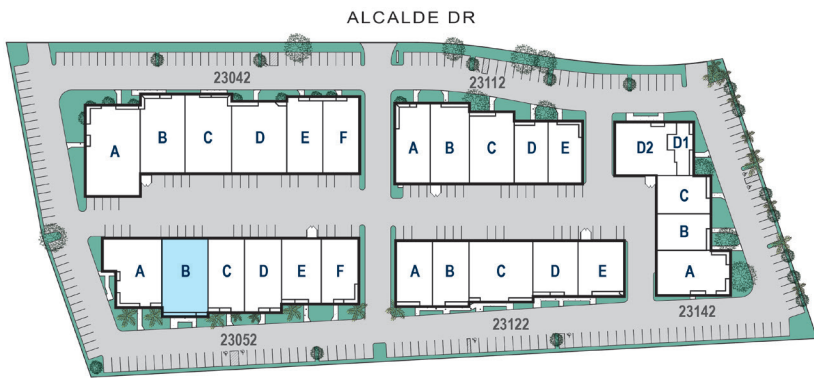 ALCALDE DR
23042
23112
A B C D E F
A B C D E
D2 D1
C
B
A
A B C D E F
A B C D E
23052
23122
23142